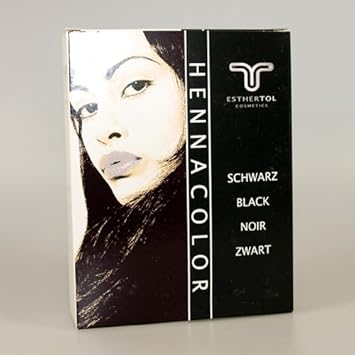 HENNACOLOR
ESTHERTOL
COSMETICS
SCHWARZ
BLACK
NOIR
ZWART